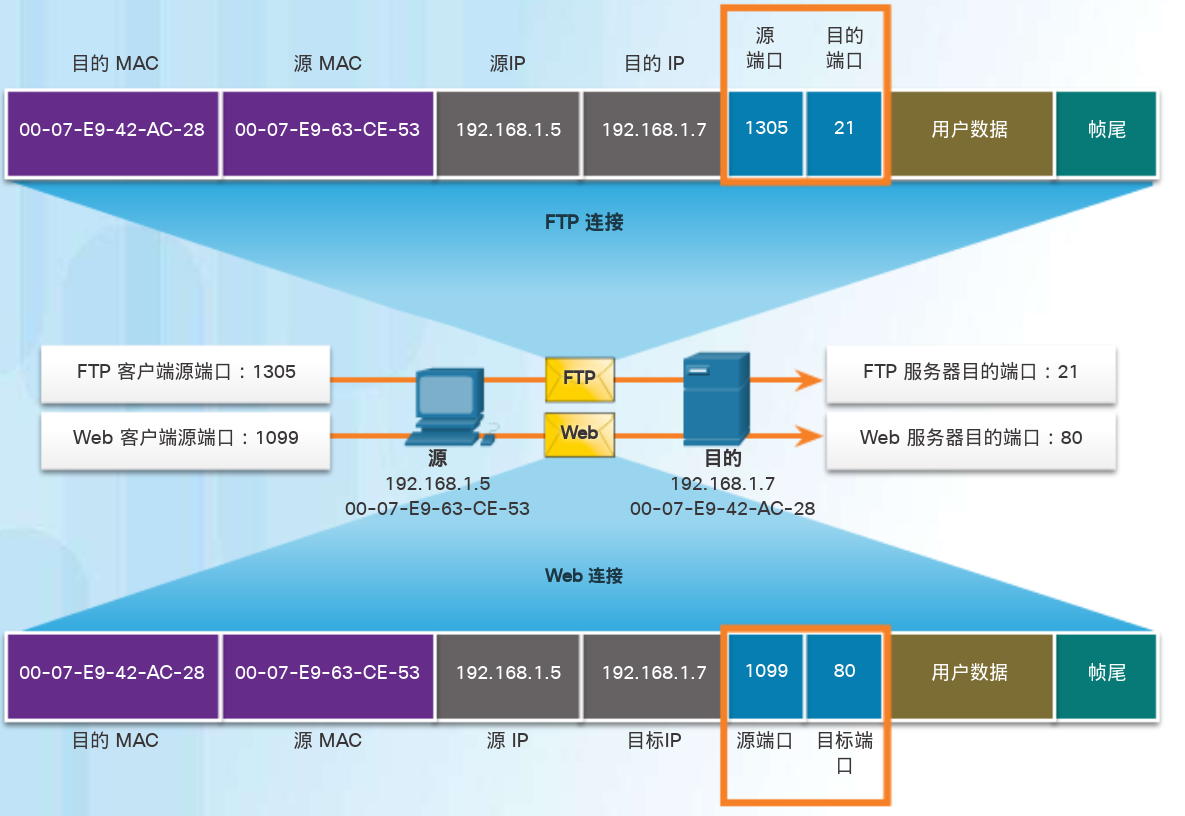 目的 MAC
源 MAC
源IP
目的 IP
源
端口
目的
端口
00-07-E9-42-AC-28
00-07-E9-63-CE-53
192.168.1.5
192.168.1.7
1305
21
用户数据
帧尾
FTP 连接
FTP 客户端源端口：1305
FTP
FTP 服务器目的端口：21
Web 客户端源端口：1099
Web
Web 服务器目的端口：80
源
192.168.1.5
00-07-E9-63-CE-53
目的
192.168.1.7
00-07-E9-42-AC-28
Web 连接
00-07-E9-42-AC-28
00-07-E9-63-CE-53
192.168.1.5
192.168.1.7
1099
80
用户数据
帧尾
目的 MAC
源 MAC
源 IP
目标IP
源端口
目标端
口